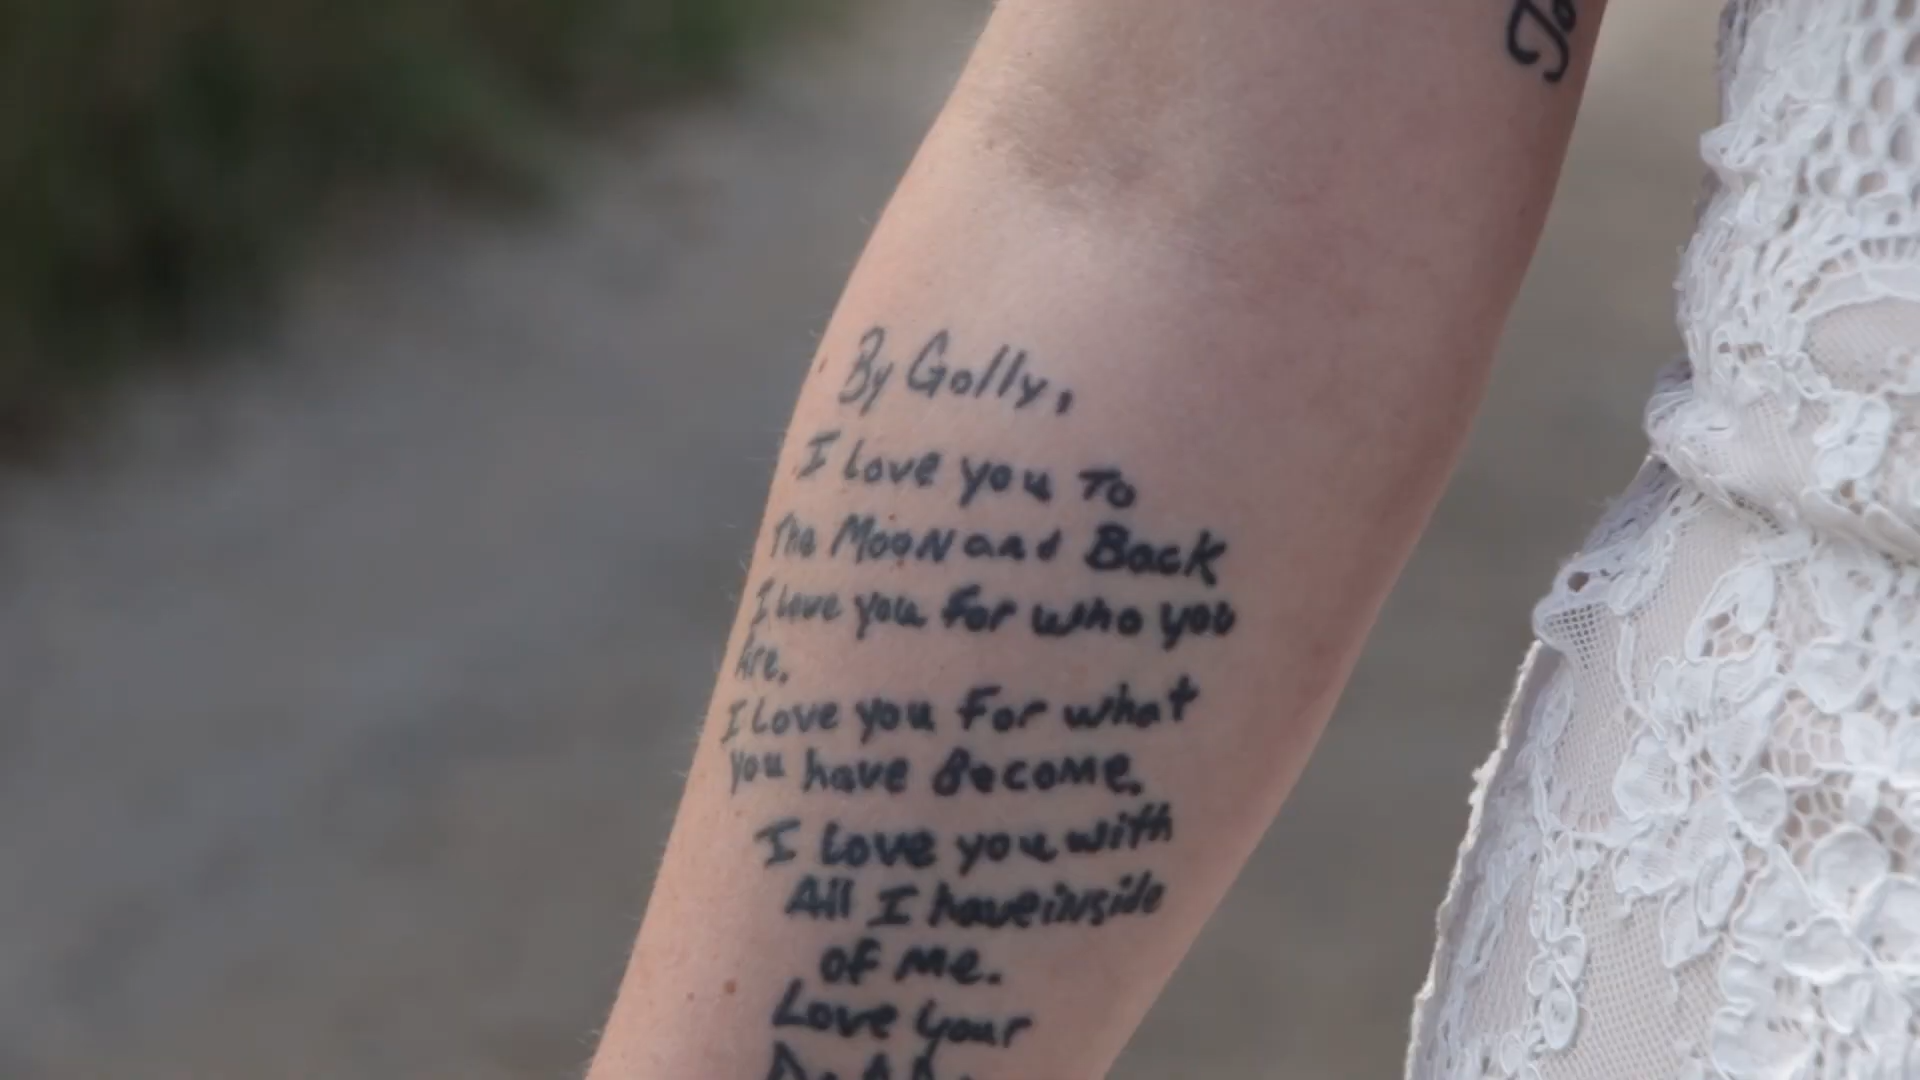 By Golly,
I Love you To
The Moon and Back
I love you For who you
Are.
I Love you For what
you have Become.
I Love you with
All I have inside
of me.
Love your